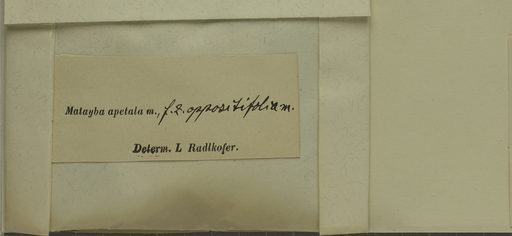 Matayba apetala m., f. 2. oppositifolia m.
Determ. L Radlkofer.